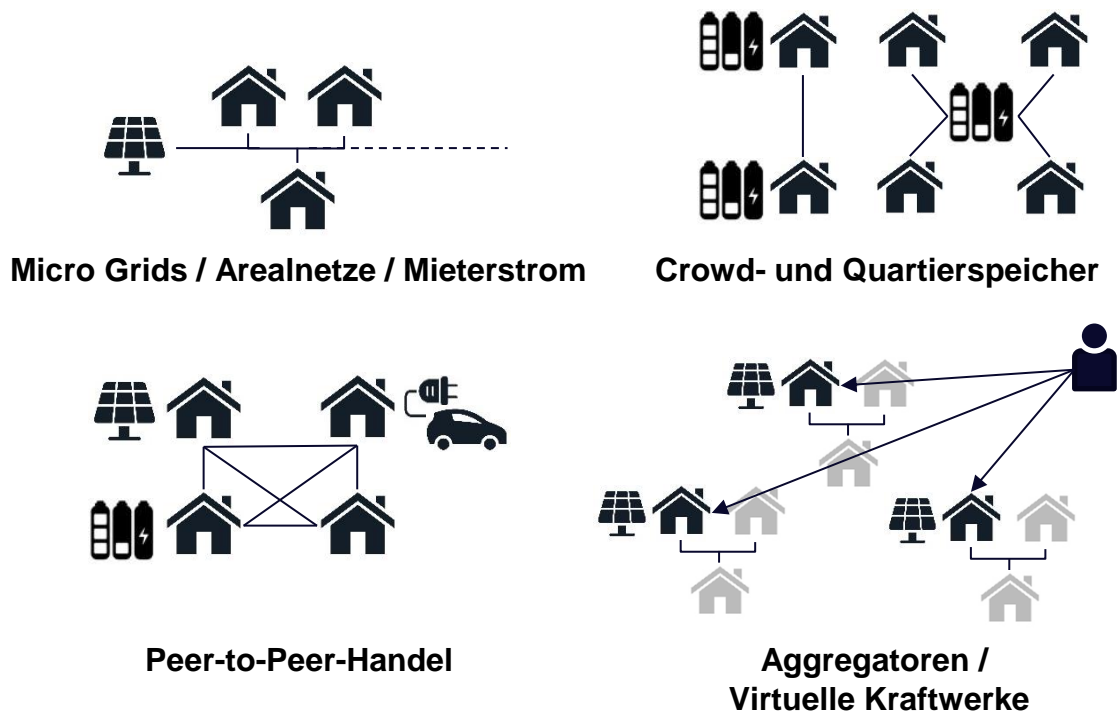 Micro Grids / Arealnetze / Mieterstrom
Crowd- und Quartierspeicher
Peer-to-Peer-Handel
Aggregatoren /
Virtuelle Kraftwerke